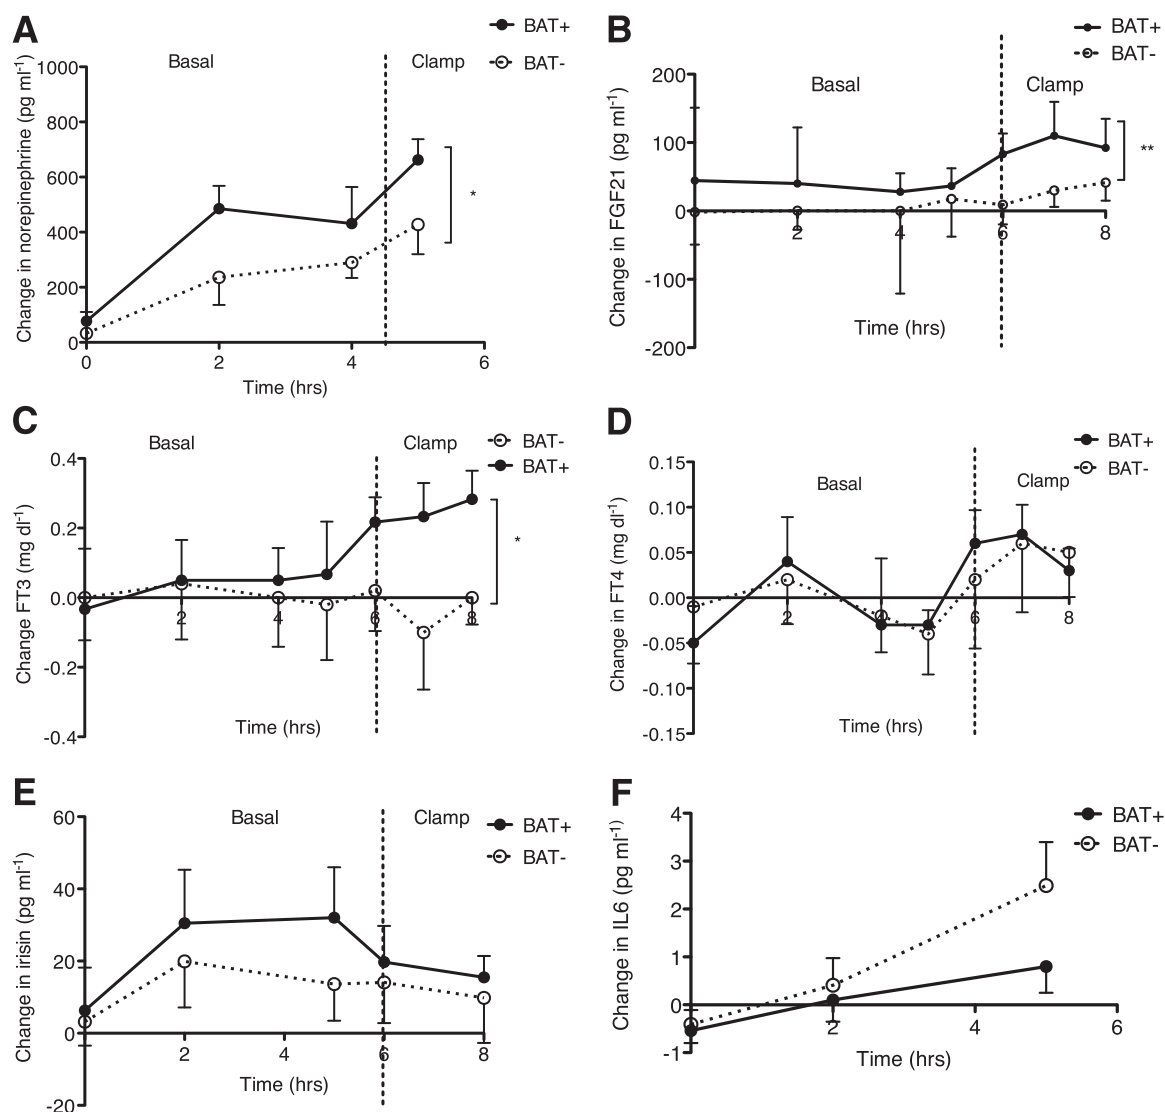 A
BAT+
BAT-
Basal
Clamp
Change in norepinephrine (pg ml-1)
1000
800
600
400
200
0
*
0 2 4 6
Time (hrs)
B
BAT+
BAT-
Basal
Clamp
Change in FGF21 (pg ml-1)
200
100
0
-100
-200
**
2 4 6 8
Time (hrs)
C
BAT-
BAT+
Basal
Clamp
Change FT3 (mg dl-1)
0.4
0.2
0.0
-0.2
-0.4
*
2 4 6 8
Time (hrs)
D
BAT+
BAT-
Basal
Clamp
Change in FT4 (mg dl-1)
0.15
0.10
0.05
0.00
-0.05
-0.10
-0.15
2 6 8
Time (hrs)
E
BAT+
BAT-
Basal
Clamp
Change in irisin (pg ml-1)
60
40
20
0
-20
2 4 6 8
Time (hrs)
F
BAT+
BAT-
Change in IL6 (pg ml-1)
4
3
2
1
0
-1
2 4 6
Time (hrs)